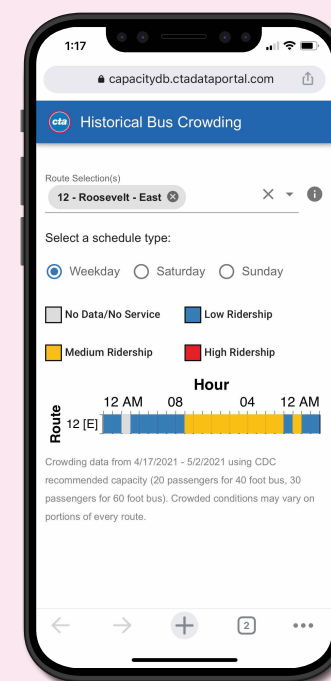 1:17
capacitydb.ctadataportal.com
cta Historical Bus Crowding
Route Selection(s)
12 - Roosevelt - East
Select a schedule type:
Weekday Saturday Sunday
No Data/No Service Low Ridership
Medium Ridership High Ridership
Hour
12 AM 08 04 12 AM
Route
12 [E]
Crowding data from 4/17/2021 - 5/2/2021 using CDC
recommended capacity (20 passengers for 40 foot bus, 30
passengers for 60 foot bus). Crowded conditions may vary on
portions of every route.
2